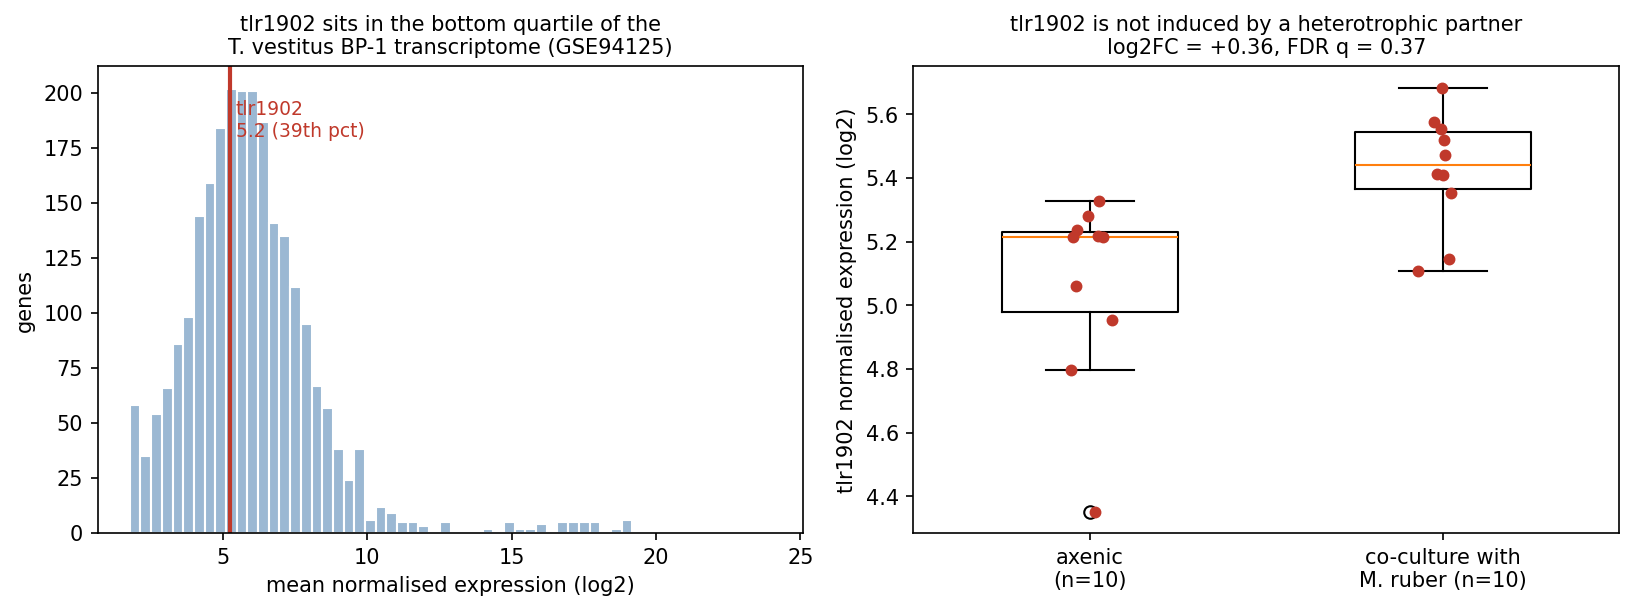 tlr1902 sits in the bottom quartile of the
T. vestitus BP-1 transcriptome (GSE94125)
200
175
150
125
100
75
50
25
0
genes
tlr1902
5.2 (39th pct)
5
10
15
20
25
mean normalised expression (log2)
tlr1902 is not induced by a heterotrophic partner
log2FC = +0.36, FDR q = 0.37
5.6
5.4
5.2
5.0
4.8
4.6
4.4
tlr1902 normalised expression (log2)
axenic
(n=10)
co-culture with
M. ruber (n=10)